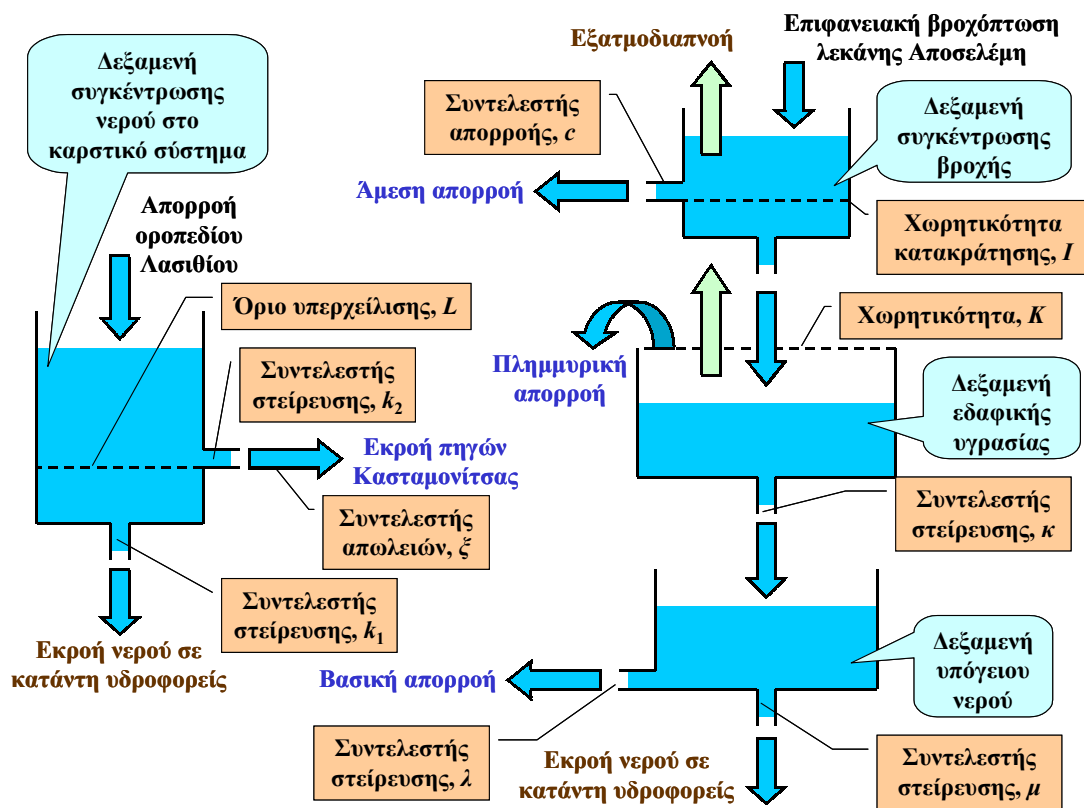 Δεξαμενή
συγκέντρωσης
νερού στο
καρστικό σύστημα
Απορροή
οροπεδίου
Λασιθίου
Όριο υπερχείλισης, L
Συντελεστής
στείρευσης, k₂
Εκροή πηγών
Κασταμονίτσας
Συντελεστής
απωλειών, ξ
Συντελεστής
στείρευσης, k₁
Εκροή νερού σε
κατάντη υδροφορείς
Εξατμοδιαπνοή
Επιφανειακή βροχόπτωση
λεκάνης Αποσελέμη
Συντελεστής
απορροής, c
Δεξαμενή
συγκέντρωσης
βροχής
Άμεση απορροή
Χωρητικότητα
κατακράτησης, I
Χωρητικότητα, K
Πλημμυρική
απορροή
Δεξαμενή
εδαφικής
υγρασίας
Συντελεστής
στείρευσης, κ
Βασική απορροή
Δεξαμενή
υπόγειου
νερού
Συντελεστής
στείρευσης, λ
Εκροή νερού σε
κατάντη υδροφορείς
Συντελεστής
στείρευσης, μ